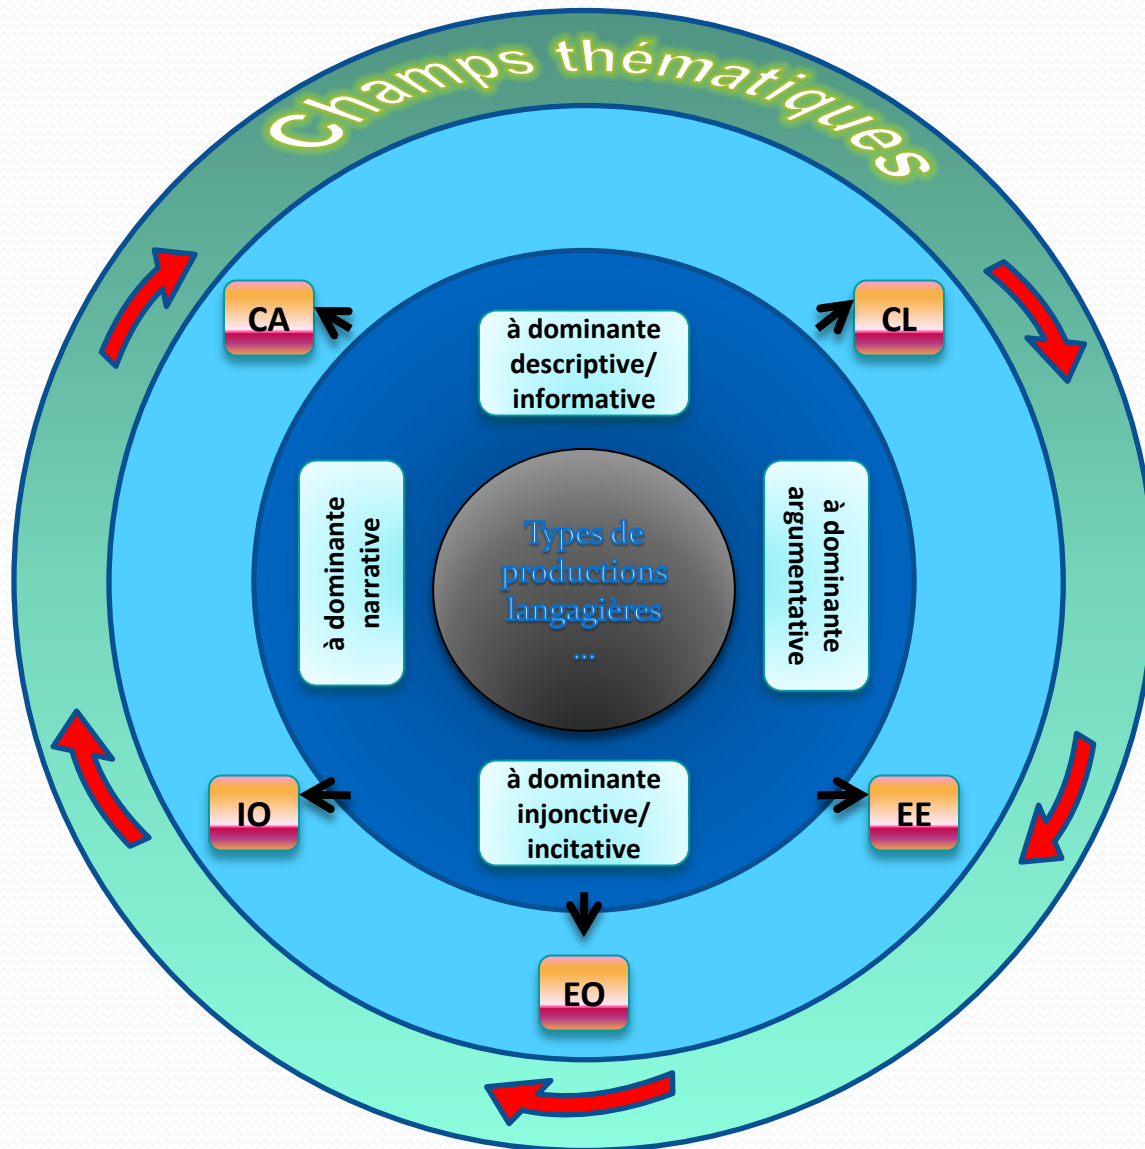 Champs thématiques
CA
CL
à dominante
descriptive/
informative
à dominante
narrative
Types de
productions
langagières
...
à dominante
argumentative
IO
à dominante
injonctive/
incitative
EE
EO